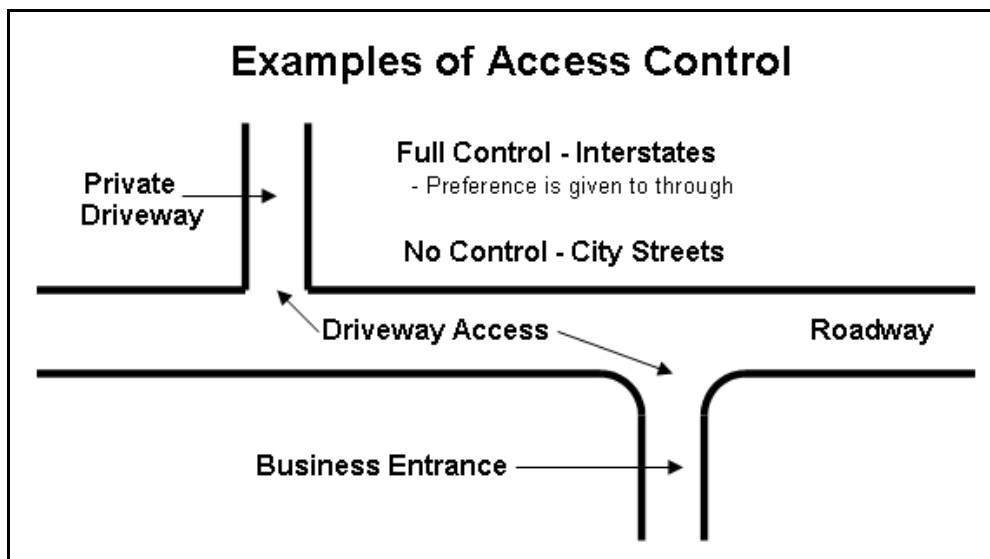 Examples of Access Control
Full Control - Interstates
- Preference is given to through
Private
Driveway
No Control - City Streets
Driveway Access
Roadway
Business Entrance